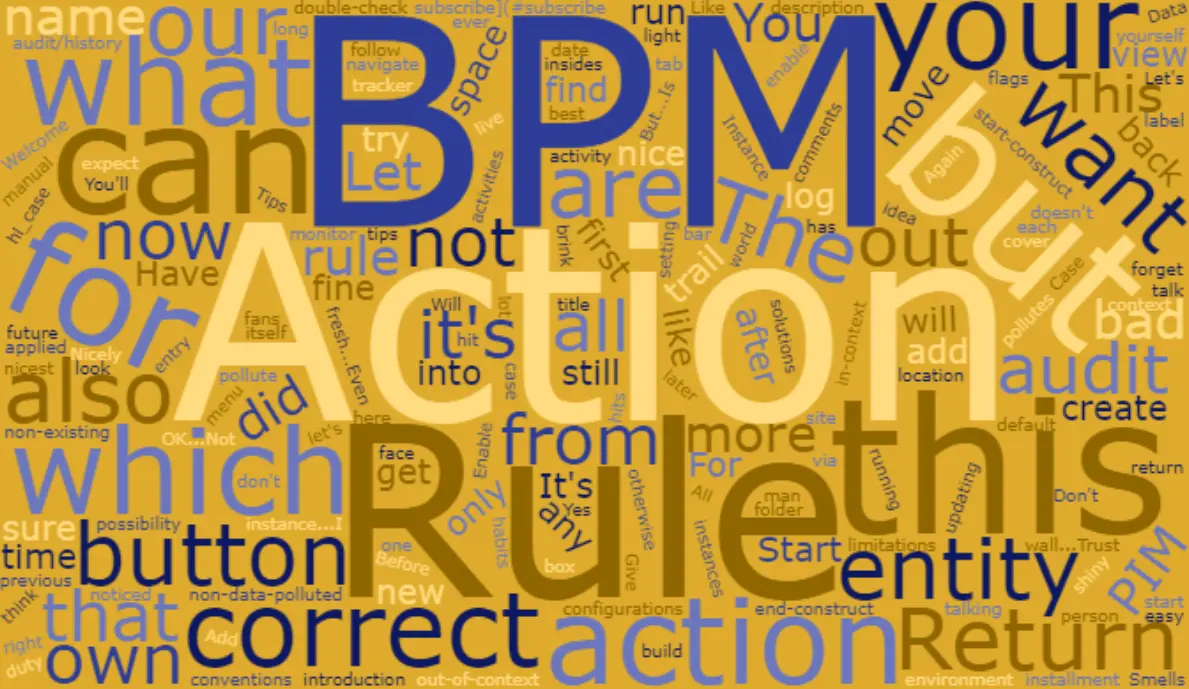 name
our
long
double-check
subscribe](#subscribe
ever
run
Like
description
light
You
your
Data
yourself
audit/history
what
follow
navigate
tracker
space
date
insides
find
best
tab
enable
view
Let's
flags
This
label
move
want
back
BPM
Welcome
manual
hi_case
can
expect
You'll
Tips
try
Let
live
activities
activity
nice
are
But...Is
Instance
comments
log
start-construct
Again
but
idea
has
doesn't
each
cover
Case
forget
talk
context
bad
now
Have
for
monitor
tips
rule
fine
not
brink
first
setting
bar
trail
world
The
out
pollutes
future
applied
Nicely
nicest
look
entry
fans
itself
fresh...Even
Action
Will
it's
hit
lot
case
into
title
all
still
like
later
after
solutions
in-context
will
add
location
audit
create
also
pollute
menu
did
let's
here
hits
site
default
non-existing
OK...Not
which
don't
face
get
Rule
Enable
from
only
It's
Yes
any
otherwise
more
For
via
All
man
folder
running
updating
this
Don't
return
sure
possibility
instance...I
time
button
previous
noticed
non-data-polluted
one
Before
new
habits
box
Give
instances
Start
limitations
wall...Trust
entity
shiny
PIM
start
easy
think
that
Add
correct
configurations
action
end-construct
talking
person
Return
right
duty
own
conventions
introduction
out-of-context
build
environment
installment
Smells